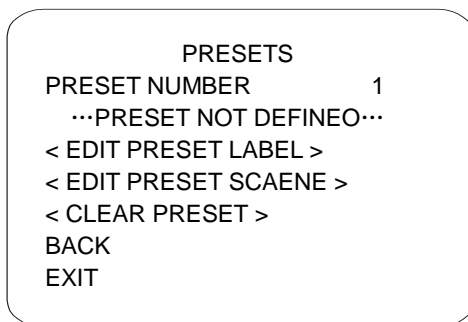 PRESETS
PRESET NUMBER 1
···PRESET NOT DEFINEO···
< EDIT PRESET LABEL >
< EDIT PRESET SCAENE >
< CLEAR PRESET >
BACK
EXIT